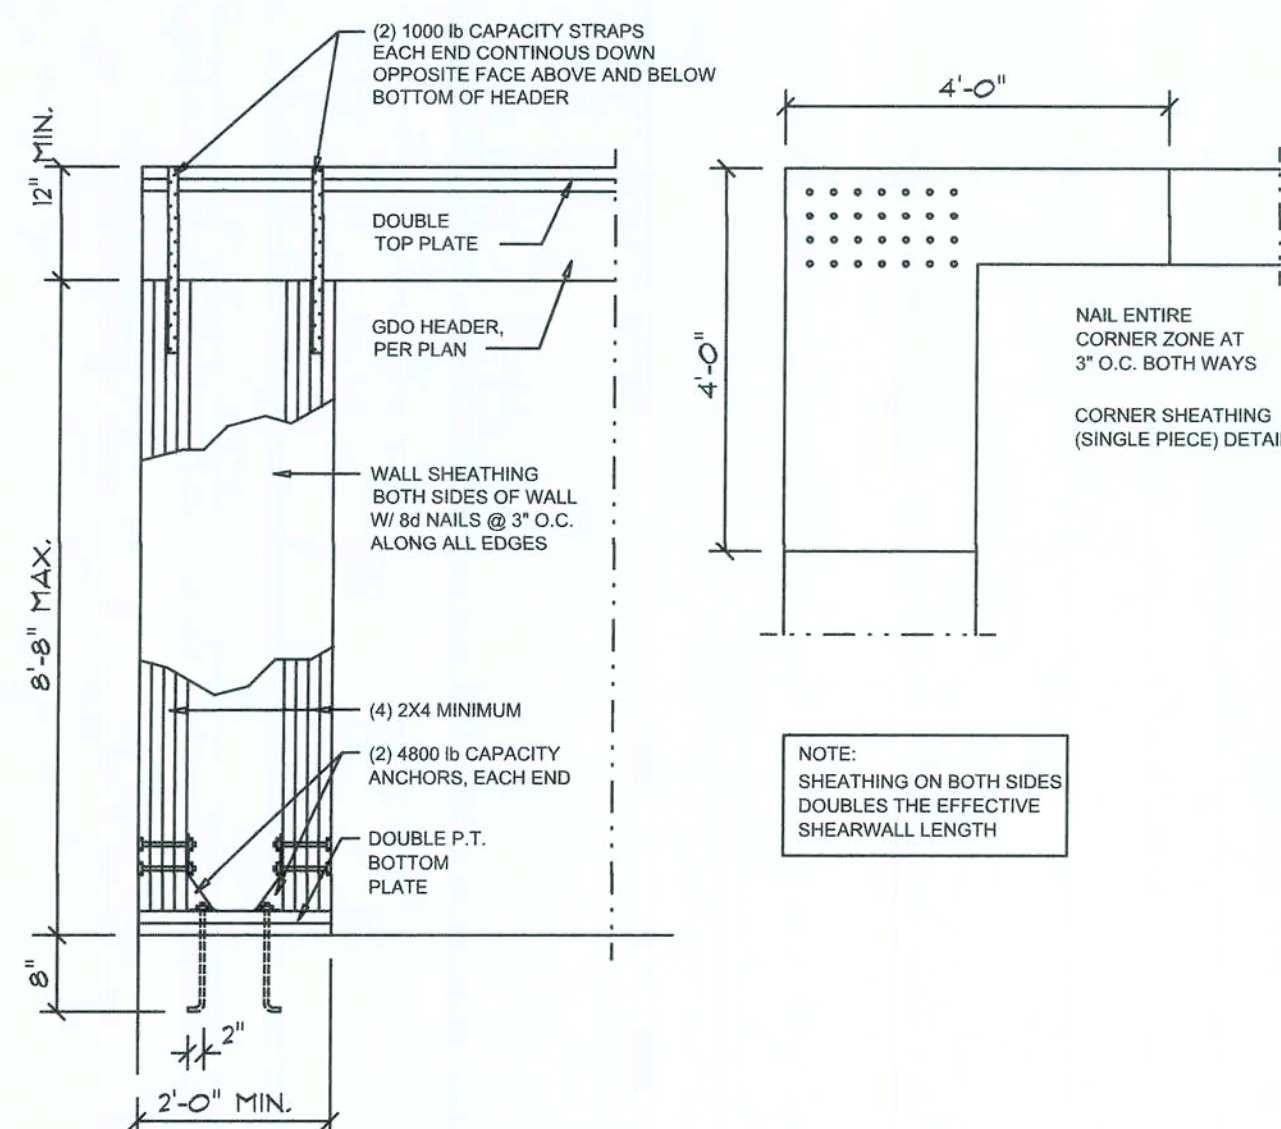 (2) 1000 lb CAPACITY STRAPS
EACH END CONTINOUS DOWN
OPPOSITE FACE ABOVE AND BELOW
BOTTOM OF HEADER
12" MIN.
DOUBLE
TOP PLATE
GDO HEADER,
PER PLAN
WALL SHEATHING
BOTH SIDES OF WALL
W/ 8d NAILS @ 3" O.C.
ALONG ALL EDGES
8'-8" MAX.
(4) 2X4 MINIMUM
(2) 4800 lb CAPACITY
ANCHORS, EACH END
DOUBLE P.T.
BOTTOM
PLATE
8"
2"
2'-0" MIN.
4'-0"
4'-0"
NAIL ENTIRE
CORNER ZONE AT
3" O.C. BOTH WAYS
CORNER SHEATHING
(SINGLE PIECE) DETAI
NOTE:
SHEATHING ON BOTH SIDES
DOUBLES THE EFFECTIVE
SHEARWALL LENGTH